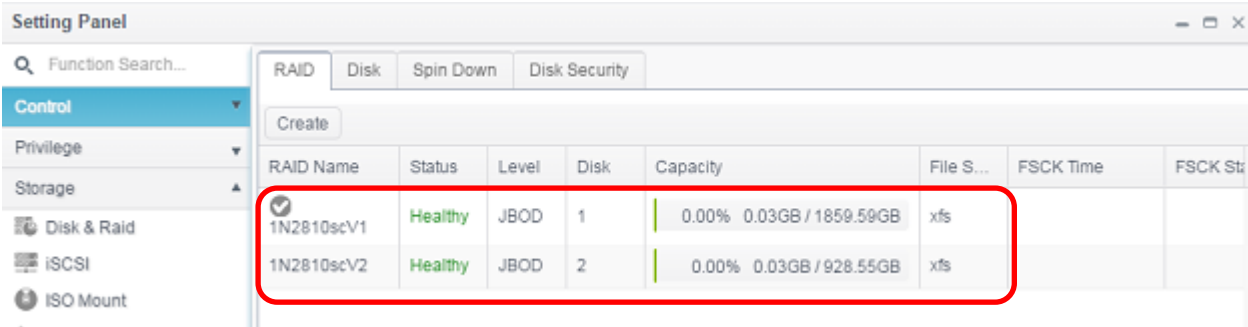 Setting Panel
Function Search...
Control
Privilege
Storage
Disk & Raid
iSCSI
ISO Mount
RAID Disk Spin Down Disk Security
Create
RAID Name Status Level Disk Capacity File S... FSCK Time FSCK Sta
1N2810scV1 Healthy JBOD 1 0.00% 0.03GB / 1859.59GB xfs
1N2810scV2 Healthy JBOD 2 0.00% 0.03GB / 928.55GB xfs